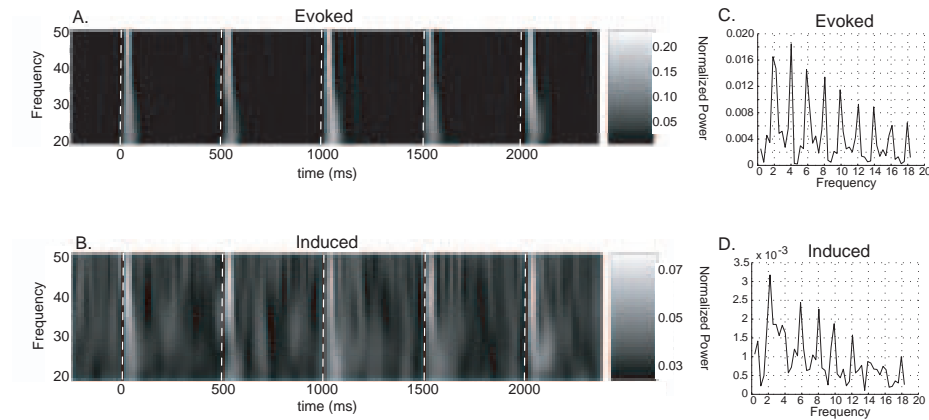 A.
Evoked
Frequency
50
40
30
20
0 500 1000 1500 2000
time (ms)
0.20
0.15
0.10
0.05
C.
Evoked
Normalized Power
0.020
0.016
0.012
0.008
0.004
0
0 2 4 6 8 10 12 14 16 18 20
Frequency
B.
Induced
Frequency
50
40
30
20
0 500 1000 1500 2000
time (ms)
0.07
0.05
0.03
D.
Induced
x 10⁻³
Normalized Power
3.5
3
2.5
2
1.5
1
0.5
0
0 2 4 6 8 10 12 14 16 18 20
Frequency